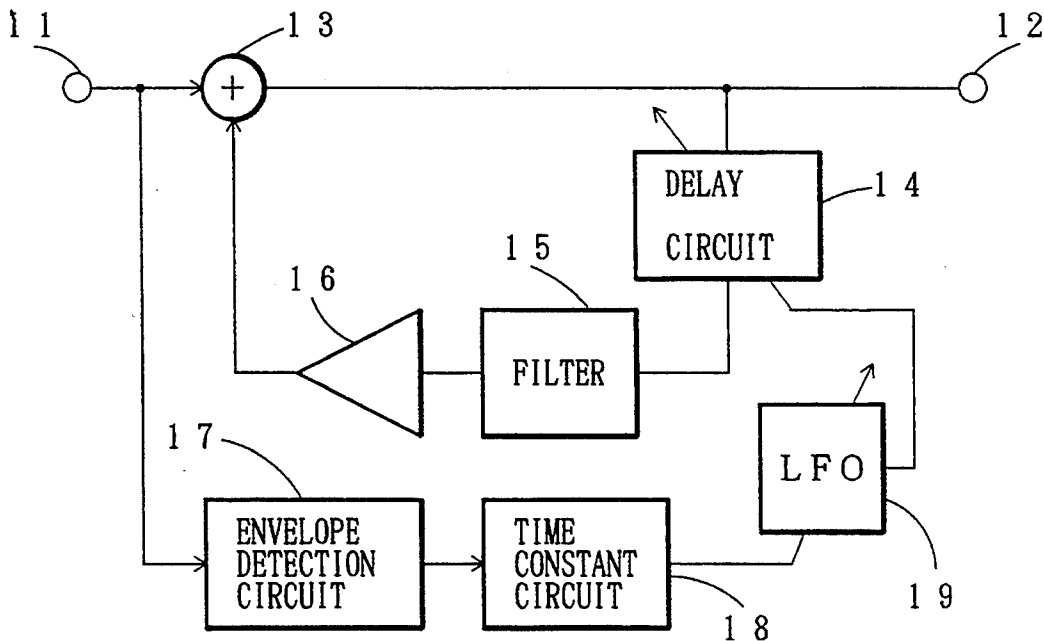 11
13
12
+
DELAY
CIRCUIT
14
15
16
FILTER
17
LFO
ENVELOPE
DETECTION
CIRCUIT
TIME
CONSTANT
CIRCUIT
18
19